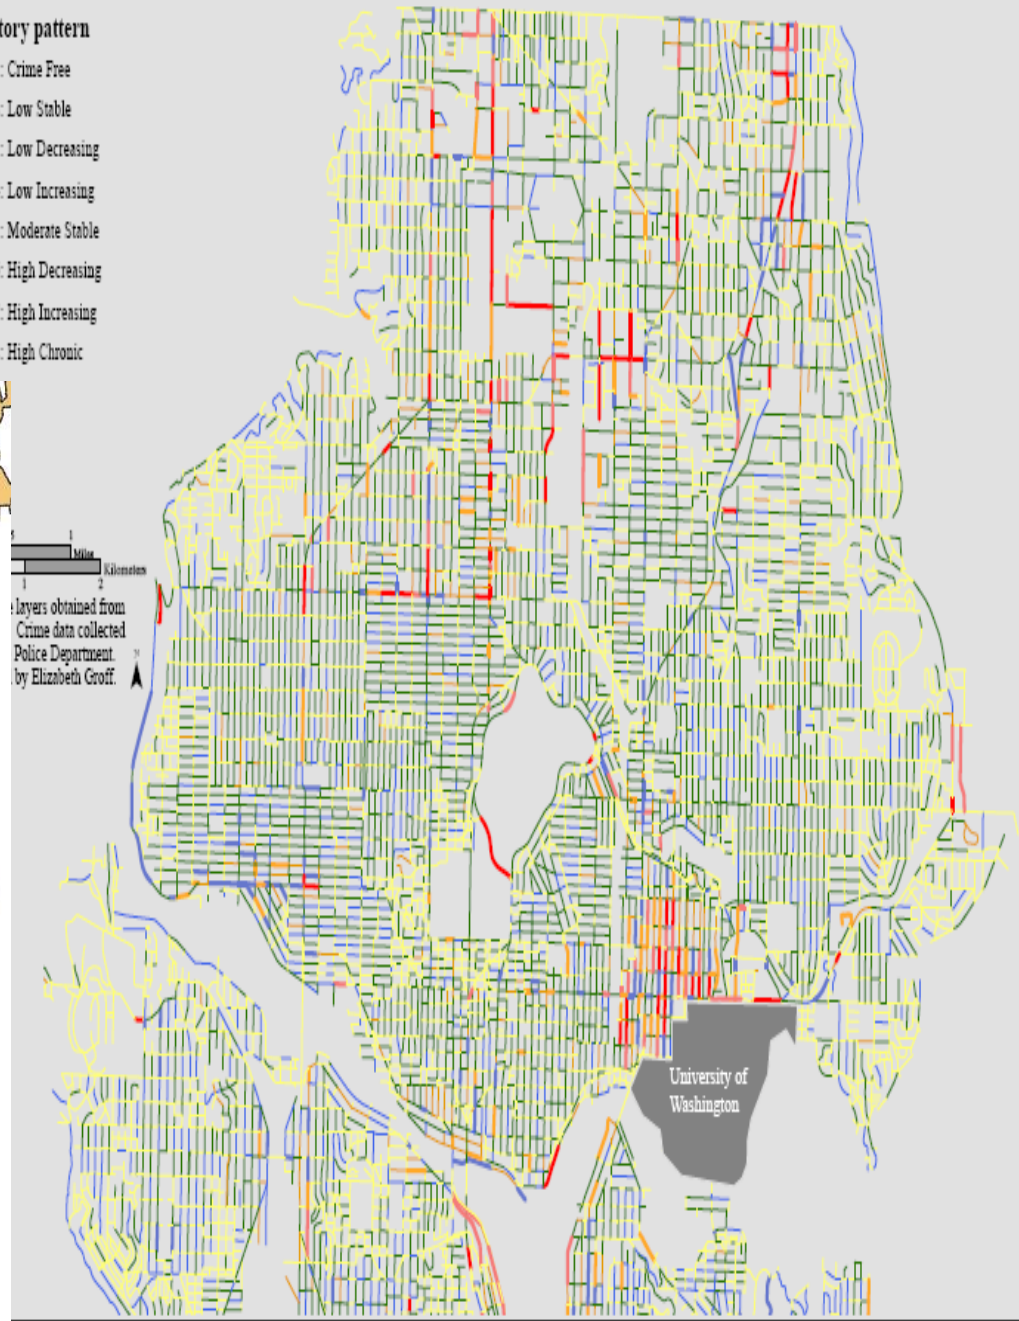 tory pattern
: Crime Free
: Low Stable
: Low Decreasing
: Low Increasing
: Moderate Stable
: High Decreasing
: High Increasing
: High Chronic
1
Miles
Kilometers
1 2
e layers obtained from
Crime data collected
Police Department.
by Elizabeth Groff.
University of
Washington